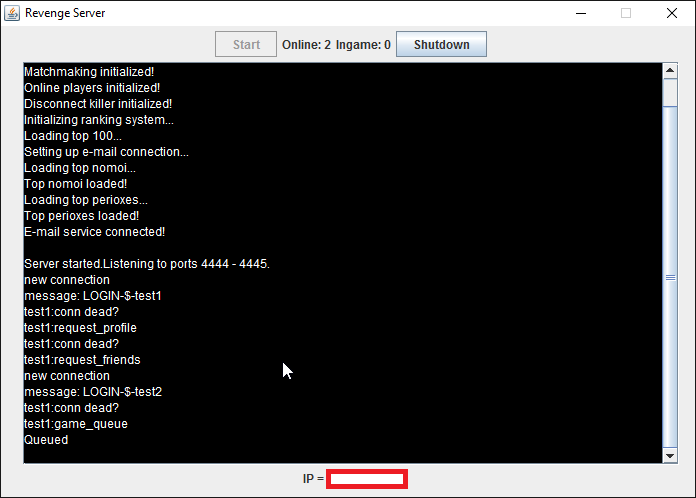 Revenge Server
Start Online: 2 Ingame: 0 Shutdown
Matchmaking initialized!
Online players initialized!
Disconnect killer initialized!
Initializing ranking system...
Loading top 100...
Setting up e-mail connection...
Loading top nomoi...
Top nomoi loaded!
Loading top perioxes...
Top perioxes loaded!
E-mail service connected!
Server started.Listening to ports 4444 - 4445.
new connection
message: LOGIN-$-test1
test1:conn dead?
test1:request_profile
test1:conn dead?
test1:request_friends
new connection
message: LOGIN-$-test2
test1:conn dead?
test1:game_queue
Queued
IP =